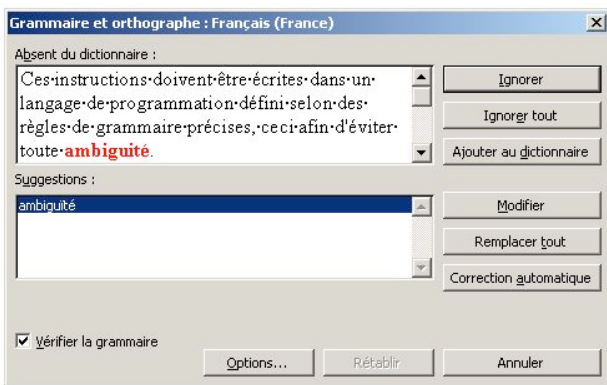 Grammaire et orthographe : Français (France)
Absent du dictionnaire :
Ces·instructions·doivent·être·écrites·dans·un·
langage·de·programmation·défini·selon·des·
règles·de·grammaire·précises,·ceci·afin·d'éviter·
toute·ambiguité.
Ignorer
Ignorer tout
Ajouter au dictionnaire
Suggestions :
ambiguïté
Modifier
Remplacer tout
Correction automatique
Vérifier la grammaire
Options...
Rétablir
Annuler